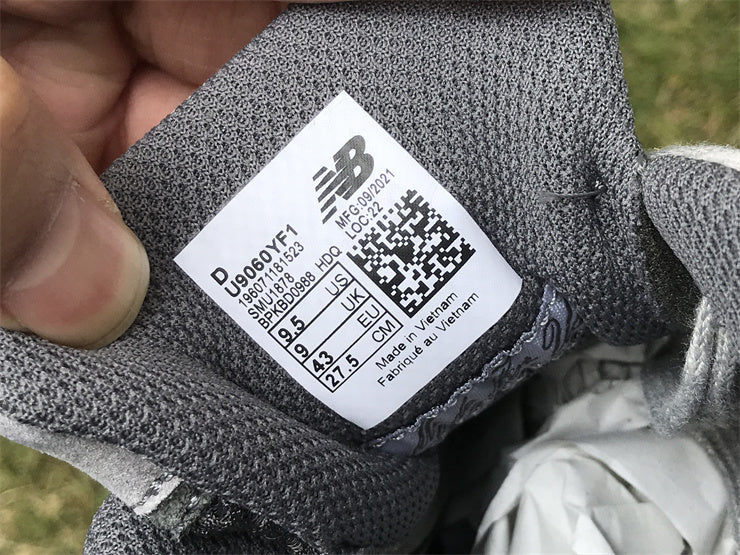 NB
MFG:09/2021
LOC:22
D
U9060YF1
196071181523
SMU1878
BPKBD0988 HDQ
9.5 US
9 UK
43 EU
27.5 CM
Made in Vietnam
Fabriqué au Vietnam